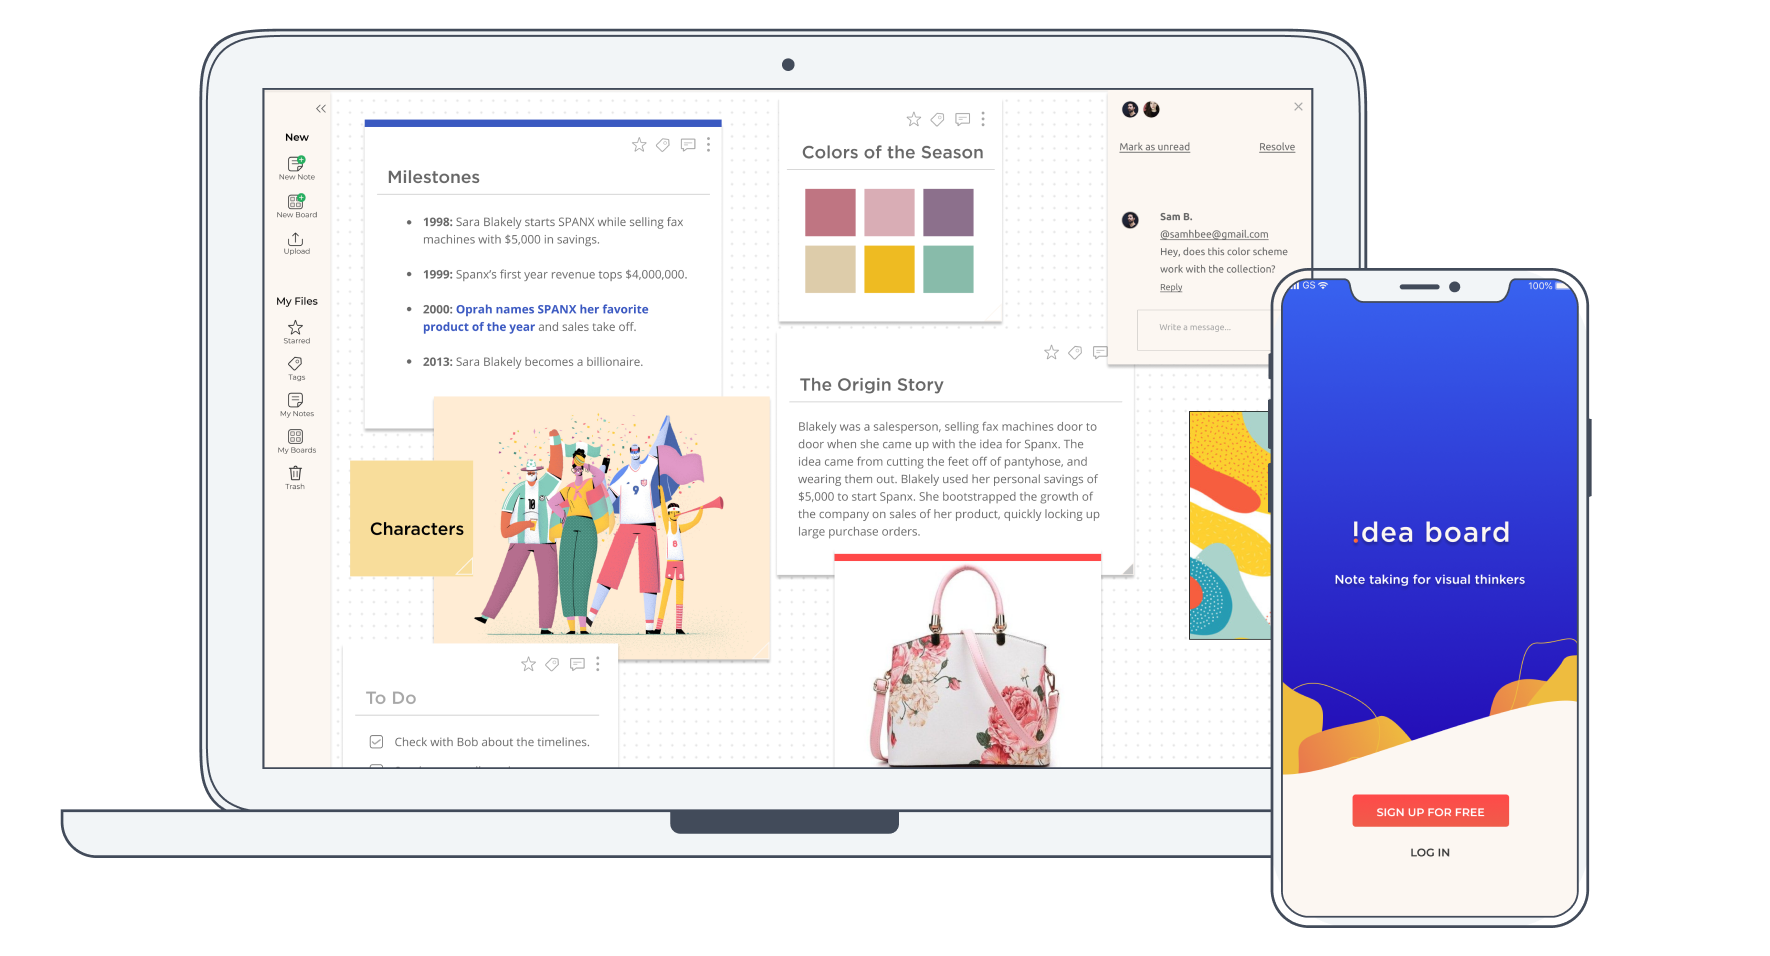 New
New Note
New Board
Upload
My Files
Starred
Tags
My Notes
My Boards
Trash
Milestones
1998: Sara Blakely starts SPANX while selling fax
machines with $5,000 in savings.
1999: Spanx’s first year revenue tops $4,000,000.
2000: Oprah names SPANX her favorite
product of the year and sales take off.
2013: Sara Blakely becomes a billionaire.
Characters
10
9
8
To Do
Check with Bob about the timelines.
Colors of the Season
The Origin Story
Blakely was a salesperson, selling fax machines door to
door when she came up with the idea for Spanx. The
idea came from cutting the feet off of pantyhose, and
wearing them out. Blakely used her personal savings of
$5,000 to start Spanx. She bootstrapped the growth of
the company on sales of her product, quickly locking up
large purchase orders.
Mark as unread
Resolve
Sam B.
@samhbee@gmail.com
Hey, does this color scheme
work with the collection?
Reply
Write a message...
GS
100%
!dea board
Note taking for visual thinkers
SIGN UP FOR FREE
LOG IN